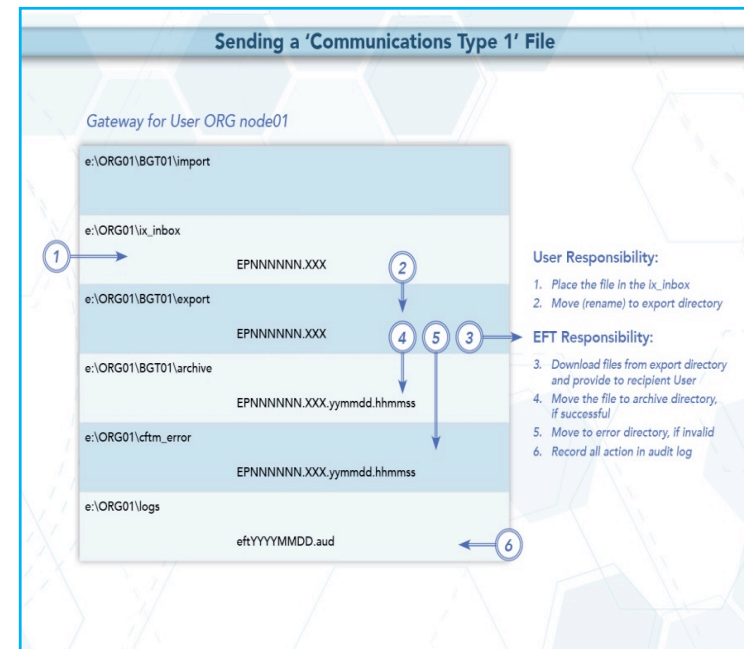 Sending a ‘Communications Type 1’ File
Gateway for User ORG node01
e:\ORG01\BGT01\import
e:\ORG01\ix_inbox
1
EPNNNNNN.XXX
2
e:\ORG01\BGT01\export
EPNNNNNN.XXX
4
5
3
e:\ORG01\BGT01\archive
EPNNNNNN.XXX.yymmdd.hhmmss
e:\ORG01\cftm_error
EPNNNNNN.XXX.yymmdd.hhmmss
e:\ORG01\logs
eftYYYYMMDD.aud
6
User Responsibility:
1. Place the file in the ix_inbox
2. Move (rename) to export directory
EFT Responsibility:
3. Download files from export directory
and provide to recipient User
4. Move the file to archive directory,
if successful
5. Move to error directory, if invalid
6. Record all action in audit log